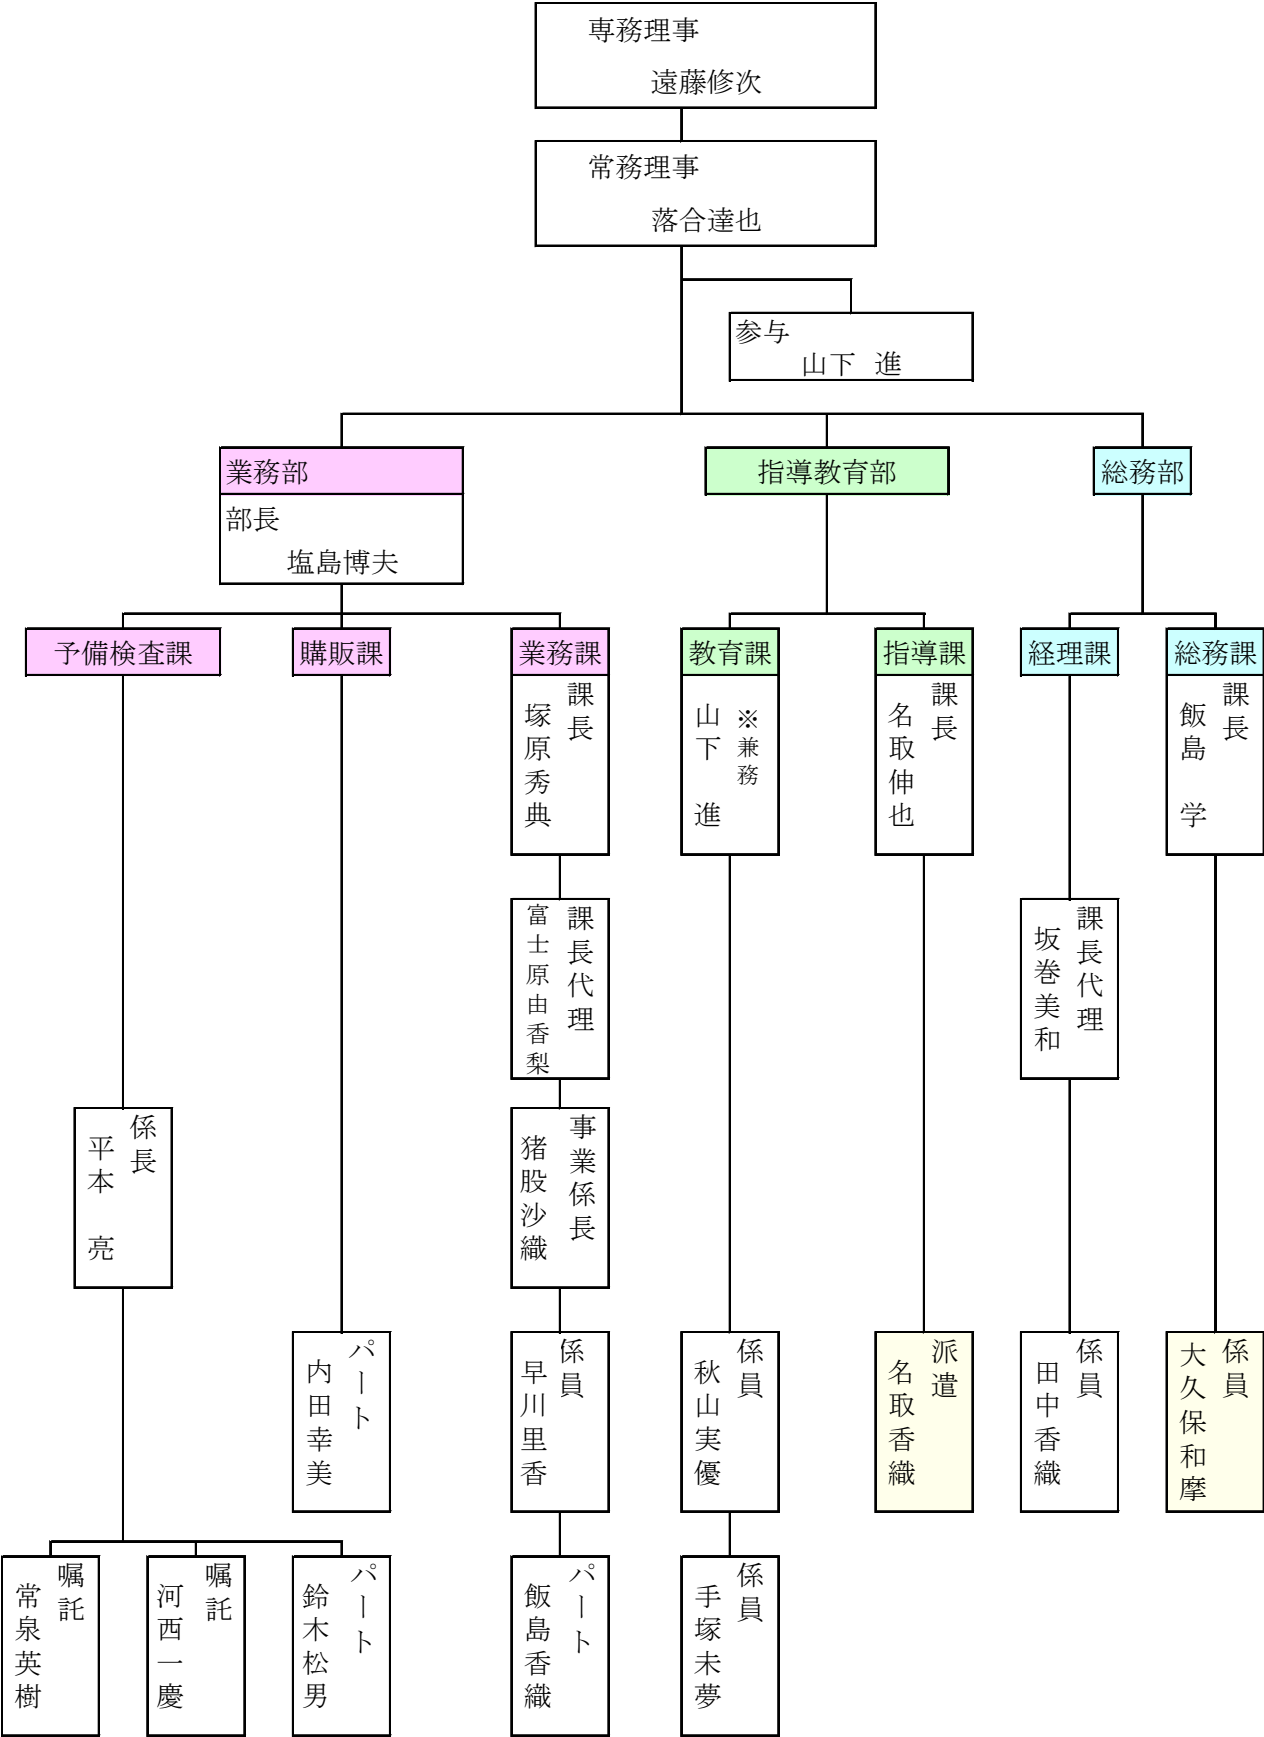 専務理事
遠藤修次
常務理事
落合達也
参与
山下 進
業務部
部長
塩島博夫
指導教育部
総務部
予備検査課
購販課
業務課
課長
塚原秀典
教育課
※兼務
山下 進
指導課
課長
名取伸也
経理課
総務課
課長
飯島 学
課長代理
富士原由香梨
課長代理
坂巻美和
係長
平本 亮
事業係長
猪股沙織
パート
内田幸美
係員
早川里香
係員
秋山実優
派遣
名取香織
係員
田中香織
係員
大久保和摩
嘱託
常泉英樹
嘱託
河西一慶
パート
鈴木松男
パート
飯島香織
係員
手塚未夢